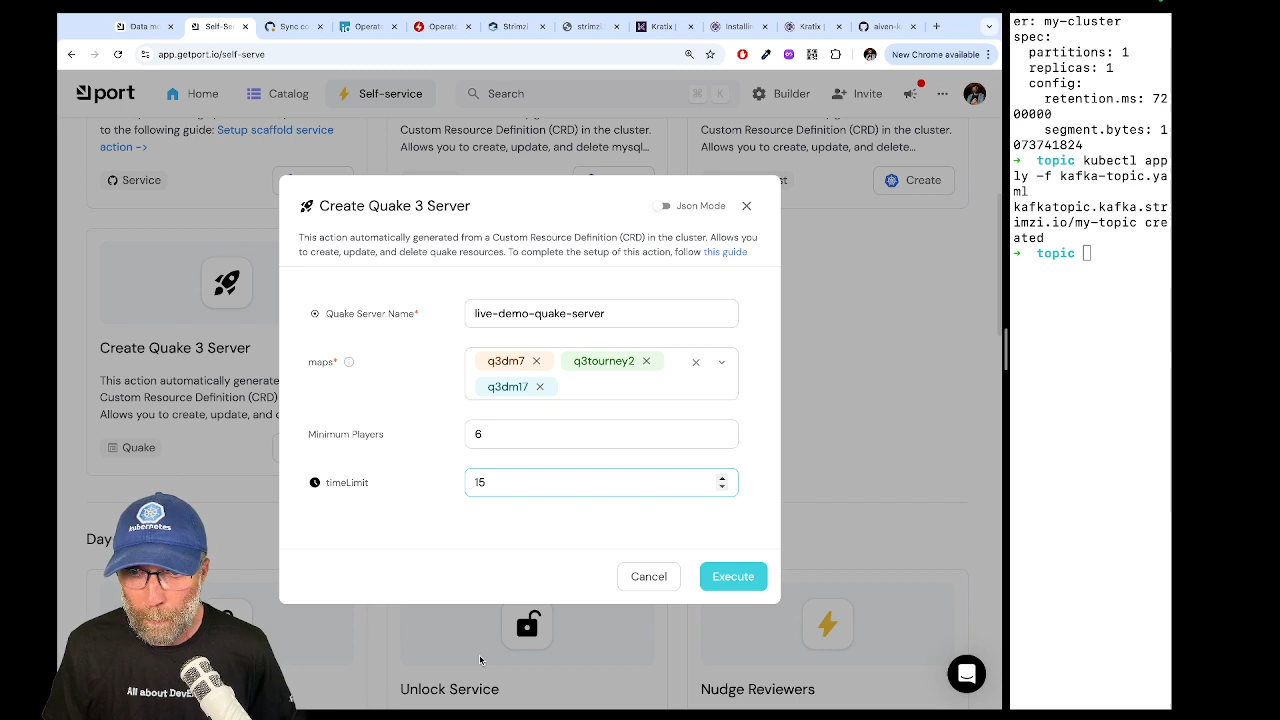 Data mo
Self-Serv
Sync co
Operato
Operat
Strimzi
strimzi.
Kratix |
Installin
Kratix |
aiven-k
app.getport.io/self-serve
New Chrome available
port
Home
Catalog
Self-service
Search
⌘ K
Builder
Invite
to the following guide: Setup scaffold service
action ->
Service
Custom Resource Definition (CRD) in the cluster.
Allows you to create, update, and delete mysql...
Custom Resource Definition (CRD) in the cluster.
Allows you to create, update, and delete...
Create
Create Quake 3 Server
Json Mode
This action automatically generated from a Custom Resource Definition (CRD) in the cluster. Allows you
to create, update, and delete quake resources. To complete the setup of this action, follow this guide
Quake Server Name*
live-demo-quake-server
maps*
q3dm7
q3tourney2
q3dm17
Minimum Players
6
timeLimit
15
Cancel
Execute
Create Quake 3 Server
This action automatically generate
Custom Resource Definition (CRD)
Allows you to create, update, and d
Quake
Day
Unlock Service
Nudge Reviewers
kubernetes
All about DevE
er: my-cluster
spec:
partitions: 1
replicas: 1
config:
retention.ms: 72
00000
segment.bytes: 1
073741824
➜ topic kubectl app
ly -f kafka-topic.ya
ml
kafkatopic.kafka.str
imzi.io/my-topic cre
ated
➜ topic